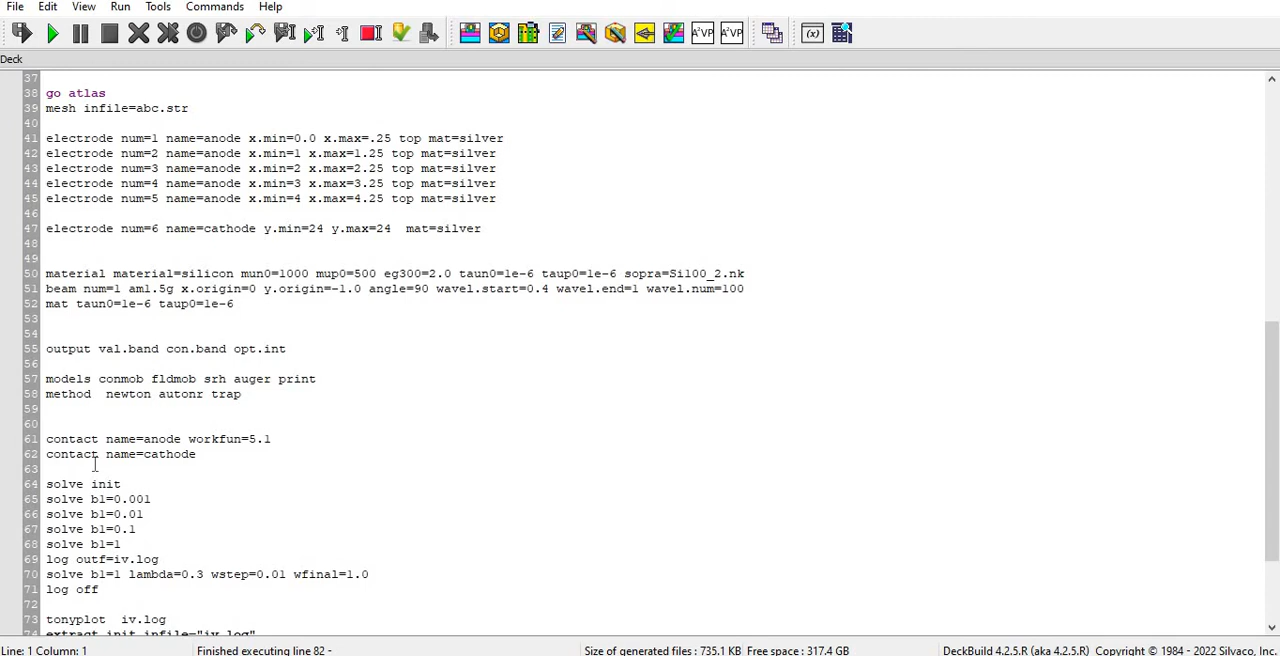 File Edit View Run Tools Commands Help
Deck
37
38 go atlas
39 mesh infile=abc.str
40
41 electrode num=1 name=anode x.min=0.0 x.max=.25 top mat=silver
42 electrode num=2 name=anode x.min=1 x.max=1.25 top mat=silver
43 electrode num=3 name=anode x.min=2 x.max=2.25 top mat=silver
44 electrode num=4 name=anode x.min=3 x.max=3.25 top mat=silver
45 electrode num=5 name=anode x.min=4 x.max=4.25 top mat=silver
46
47 electrode num=6 name=cathode y.min=24 y.max=24  mat=silver
48
49
50 material material=silicon mun0=1000 mup0=500 eg300=2.0 taun0=1e-6 taup0=1e-6 sopra=Si100_2.nk
51 beam num=1 am1.5g x.origin=0 y.origin=-1.0 angle=90 wavel.start=0.4 wavel.end=1 wavel.num=100
52 mat taun0=1e-6 taup0=1e-6
53
54
55 output val.band con.band opt.int
56
57 models conmob fldmob srh auger print
58 method  newton autonr trap
59
60
61 contact name=anode workfun=5.1
62 contact name=cathode
63
64 solve init
65 solve b1=0.001
66 solve b1=0.01
67 solve b1=0.1
68 solve b1=1
69 log outf=iv.log
70 solve b1=1 lambda=0.3 wstep=0.01 wfinal=1.0
71 log off
72
73 tonyplot  iv.log
74 extract init infile="iv.log"
Line: 1 Column: 1 Finished executing line 82 - Size of generated files : 735.1 KB Free space : 317.4 GB DeckBuild 4.2.5.R (aka 4.2.5.R) Copyright © 1984 - 2022 Silvaco, Inc.